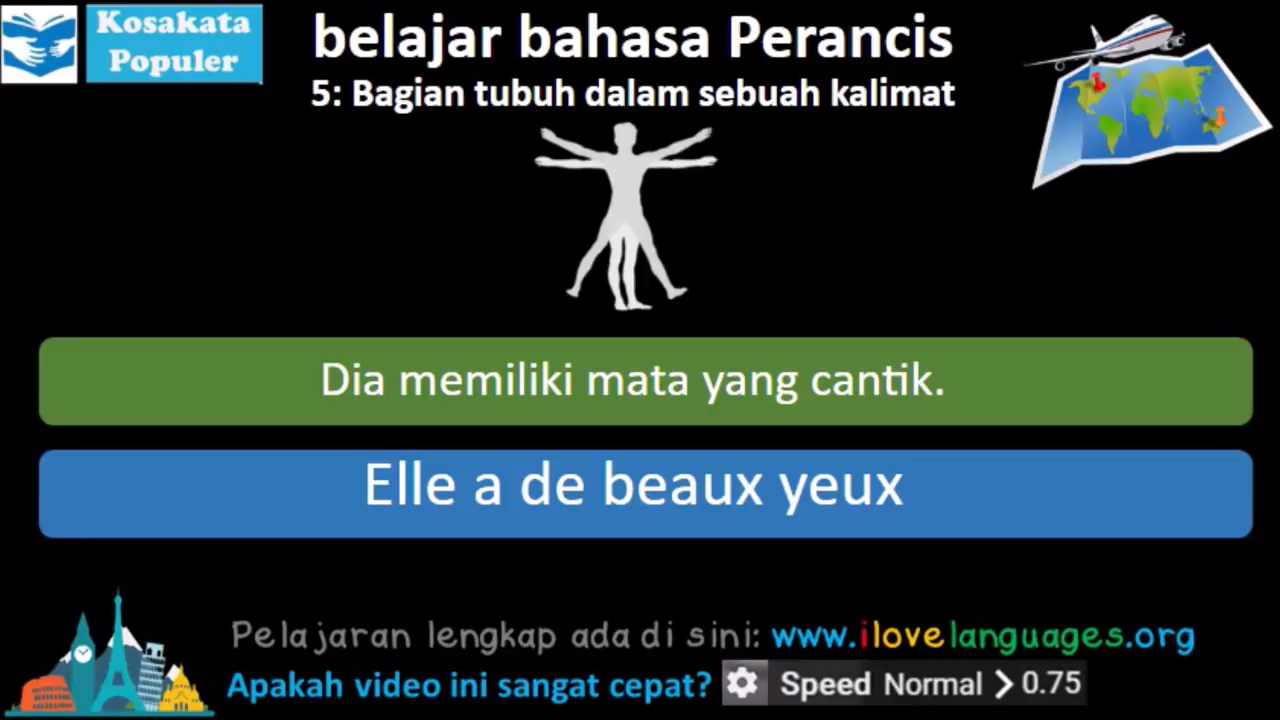 Kosakata
Populer
belajar bahasa Perancis
5: Bagian tubuh dalam sebuah kalimat
Dia memiliki mata yang cantik.
Elle a de beaux yeux
Pelajaran lengkap ada di sini: www.ilovelanguages.org
Apakah video ini sangat cepat? Speed Normal > 0.75